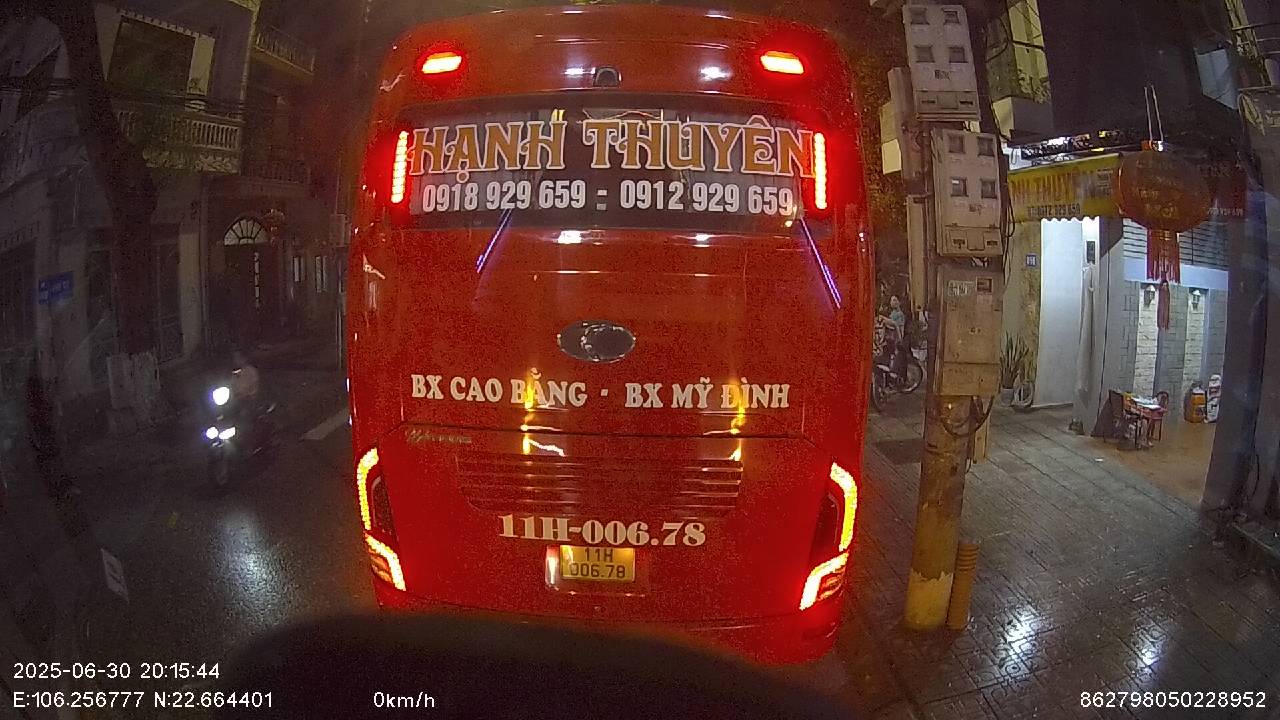 HẠNH THUYÊN
0918 929 659 - 0912 929 659
BX CAO BẰNG · BX MỸ ĐÌNH
11H-006.78
11H
006.78
2025-06-30 20:15:44
E:106.256777 N:22.664401
0km/h
862798050228952